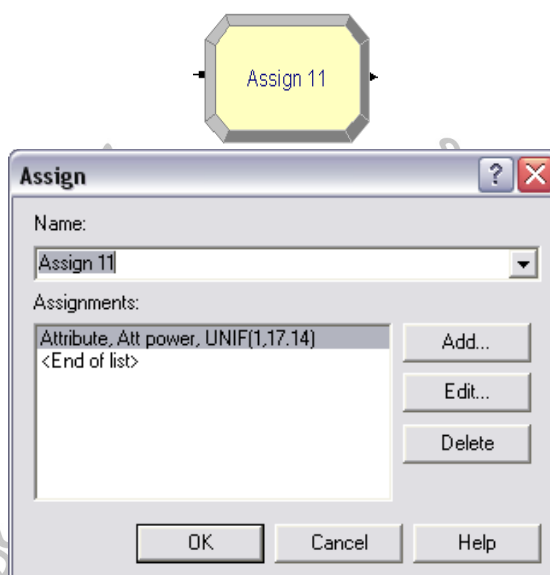 Assign 11
Assign
Name:
Assign 11
Assignments:
Attribute, Att power, UNIF(1,17.14)
<End of list>
Add...
Edit...
Delete
OK
Cancel
Help